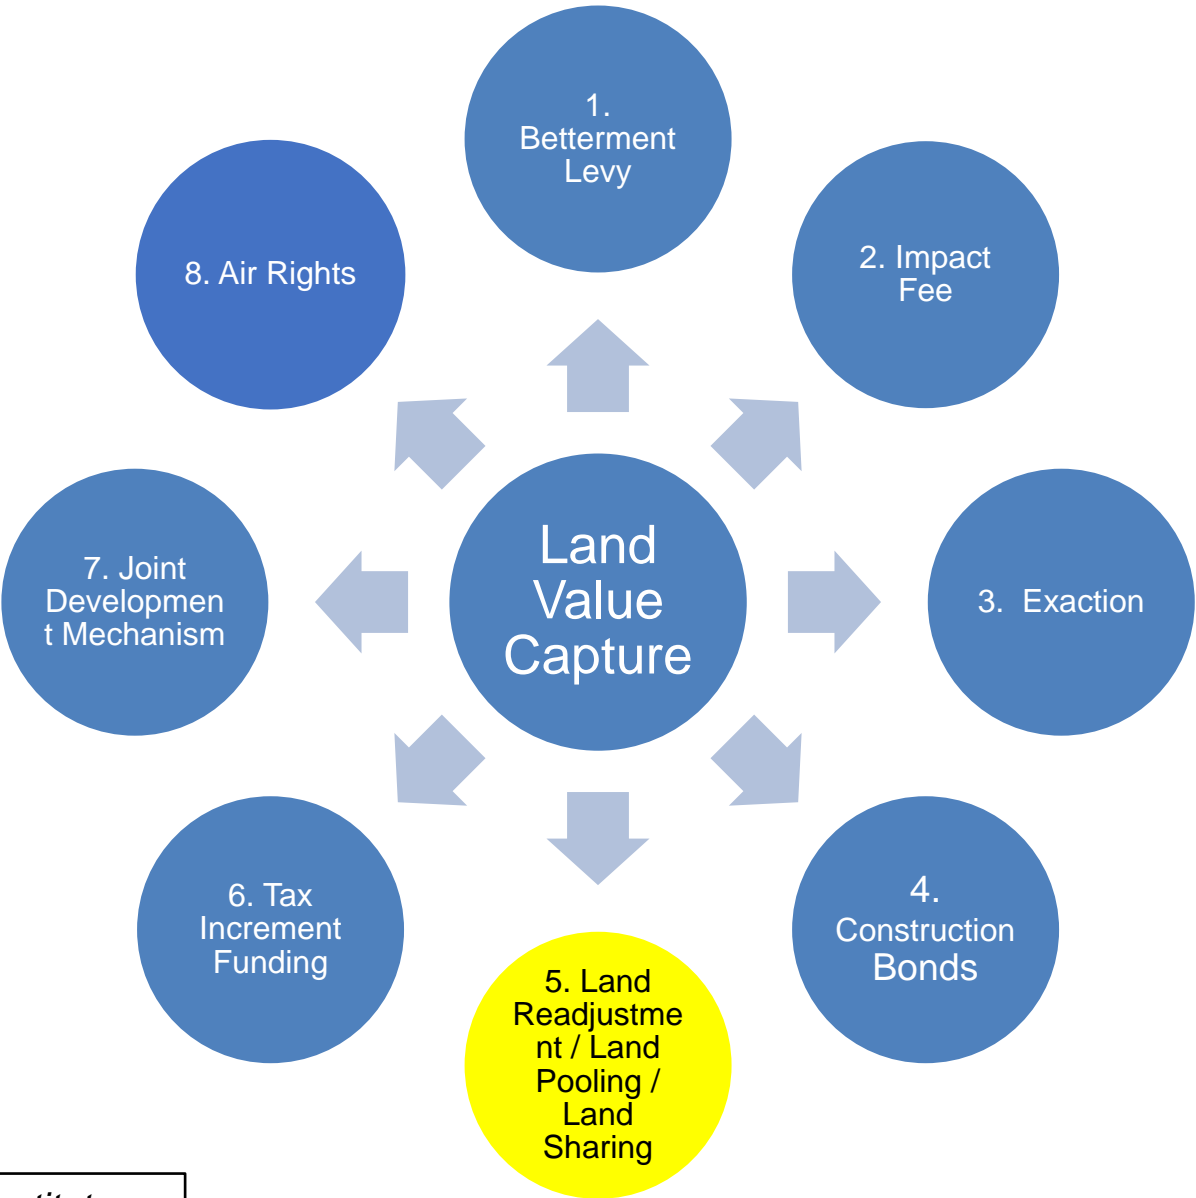 1.
Betterment
Levy
2. Impact
Fee
3. Exaction
4.
Construction
Bonds
5. Land
Readjustme
nt / Land
Pooling /
Land
Sharing
6. Tax
Increment
Funding
7. Joint
Developmen
t Mechanism
8. Air Rights
Land
Value
Capture